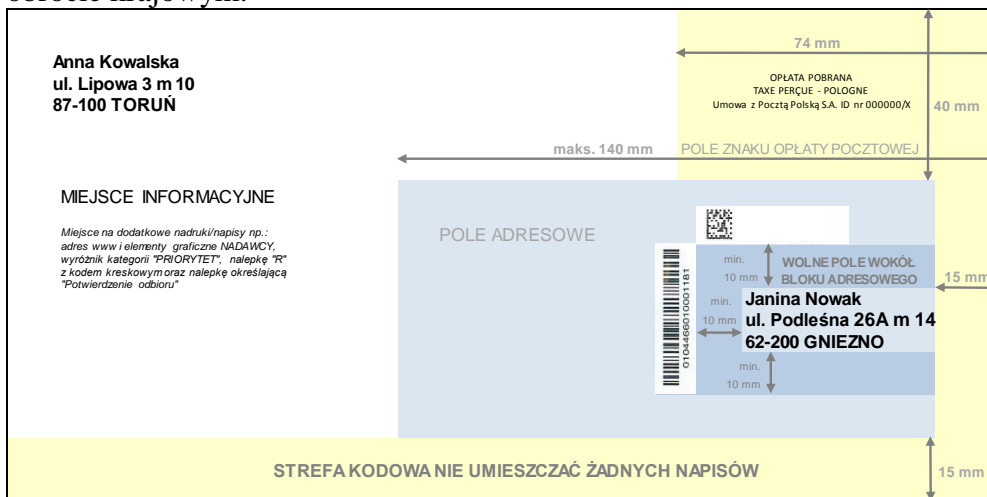 Anna Kowalska
ul. Lipowa 3 m 10
87-100 TORUŃ
74 mm
OPŁATA POBRANA
TAXE PERÇUE - POLOGNE
Umowa z Pocztą Polską S.A. ID nr 000000/X
40 mm
maks. 140 mm
POLE ZNAKU OPŁATY POCZTOWEJ
MIEJSCE INFORMACYJNE
Miejsce na dodatkowe nadruki/napisy np.:
adres www i elementy graficzne NADAWCY,
wyróżnik kategorii "PRIORYTET", nalepkę "R"
z kodem kreskowym oraz nalepkę określającą
"Potwierdzenie odbioru"
POLE ADRESOWE
min.
10 mm
WOLNE POLE WOKÓŁ
BLOKU ADRESOWEGO
15 mm
0104466010001181
min.
10 mm
Janina Nowak
ul. Podleśna 26A m 14
62-200 GNIEZNO
min.
10 mm
STREFA KODOWA NIE UMIESZCZAĆ ŻADNYCH NAPISÓW
15 mm